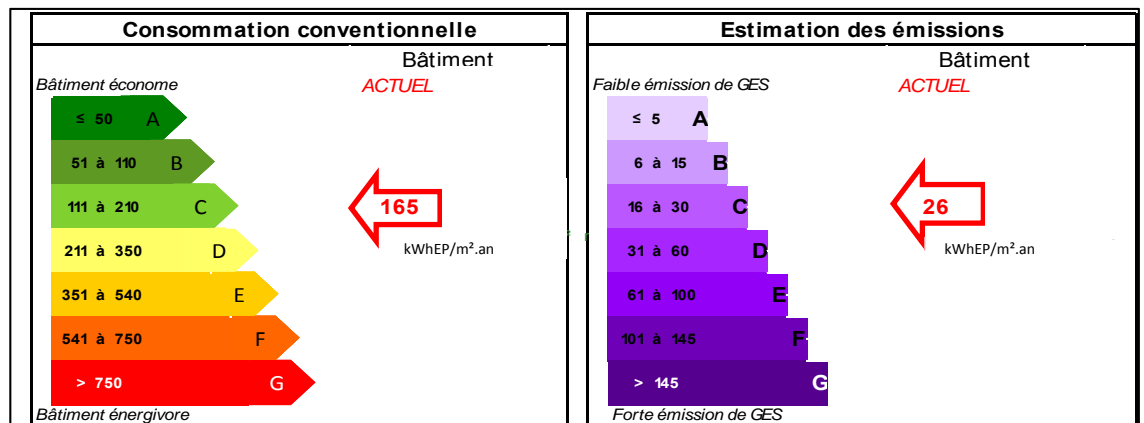 Consommation conventionnelle
Bâtiment
Bâtiment économe
ACTUEL
≤ 50 A
51 à 110 B
111 à 210 C
165
211 à 350 D
kWhEP/m².an
351 à 540 E
541 à 750 F
> 750 G
Bâtiment énergivore
Estimation des émissions
Bâtiment
Faible émission de GES
ACTUEL
≤ 5 A
6 à 15 B
16 à 30 C
26
31 à 60 D
kWhEP/m².an
61 à 100 E
101 à 145 F
> 145 G
Forte émission de GES